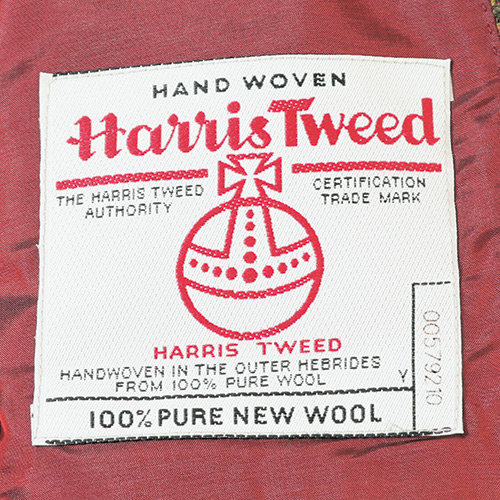 HAND WOVEN
Harris Tweed
THE HARRIS TWEED
AUTHORITY
CERTIFICATION
TRADE MARK
HARRIS TWEED
HANDWOVEN IN THE OUTER HEBRIDES
FROM 100% PURE WOOL
Y
00579210
100% PURE NEW WOOL